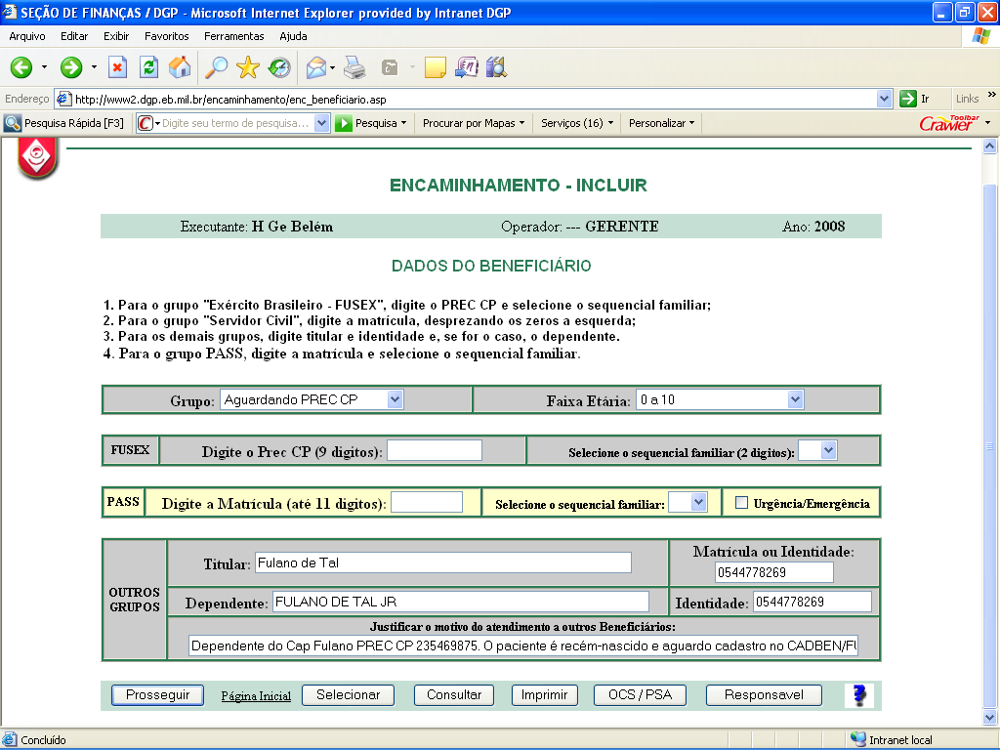 SEÇÃO DE FINANÇAS / DGP - Microsoft Internet Explorer provided by Intranet DGP
Arquivo Editar Exibir Favoritos Ferramentas Ajuda
Endereço http://www2.dgp.eb.mil.br/encaminhamento/enc_beneficiario.asp Ir Links »
Pesquisa Rápida [F3] Digite seu termo de pesquisa... Pesquisa Procurar por Mapas Serviços (16) Personalizar Crawler Toolbar
ENCAMINHAMENTO - INCLUIR
Executante: H Ge Belém Operador: --- GERENTE Ano: 2008
DADOS DO BENEFICIÁRIO
1. Para o grupo "Exército Brasileiro - FUSEX", digite o PREC CP e selecione o sequencial familiar;
2. Para o grupo "Servidor Civil", digite a matrícula, desprezando os zeros a esquerda;
3. Para os demais grupos, digite titular e identidade e, se for o caso, o dependente.
4. Para o grupo PASS, digite a matrícula e selecione o sequencial familiar.
Grupo: Aguardando PREC CP Faixa Etária: 0 a 10
FUSEX Digite o Prec CP (9 digitos): Selecione o sequencial familiar (2 digitos):
PASS Digite a Matrícula (até 11 digitos): Selecione o sequencial familiar: Urgência/Emergência
OUTROS GRUPOS
Titular: Fulano de Tal Matrícula ou Identidade: 0544778269
Dependente: FULANO DE TAL JR Identidade: 0544778269
Justificar o motivo do atendimento a outros Beneficiários:
Dependente do Cap Fulano PREC CP 235469875. O paciente é recém-nascido e aguardo cadastro no CADBEN/FU
Prosseguir Página Inicial Selecionar Consultar Imprimir OCS / PSA Responsavel ?
Concluído Intranet local